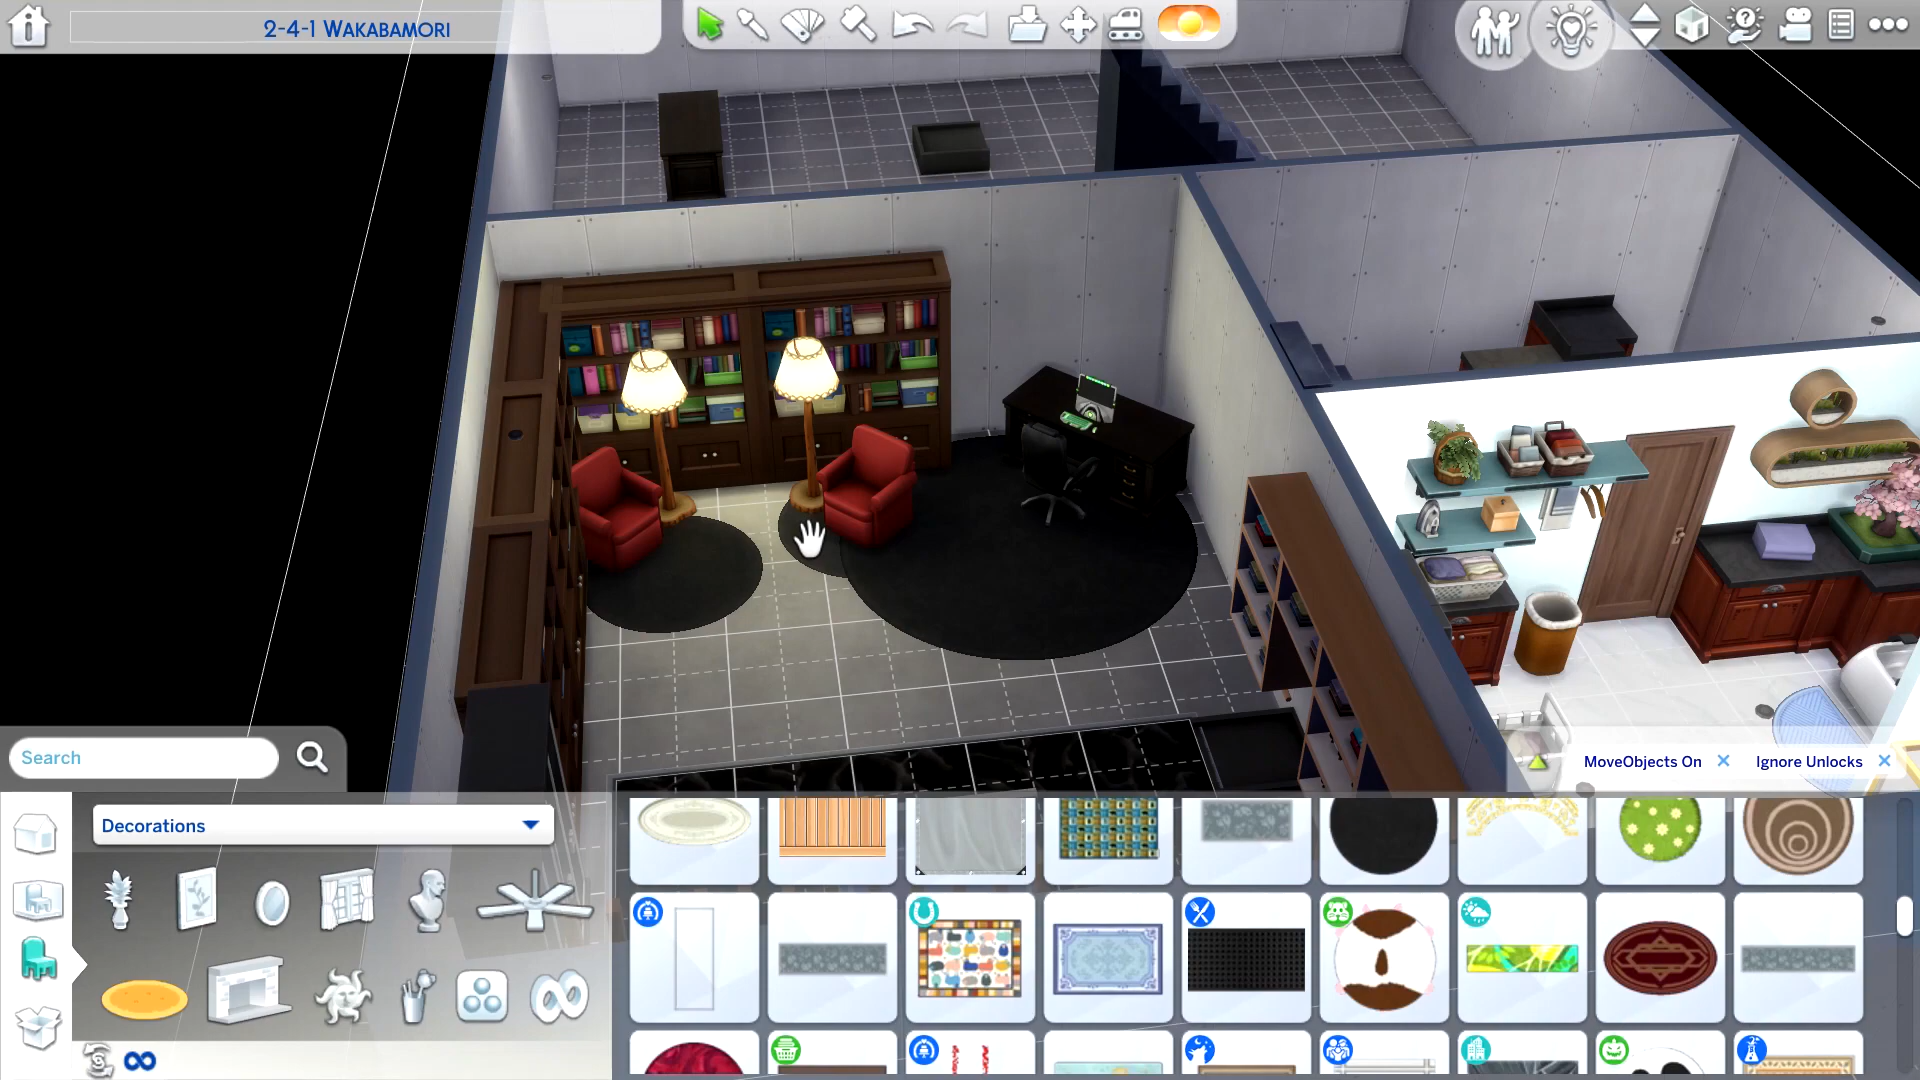 2-4-1 WAKABAMORI
Search
MoveObjects On
Ignore Unlocks
Decorations